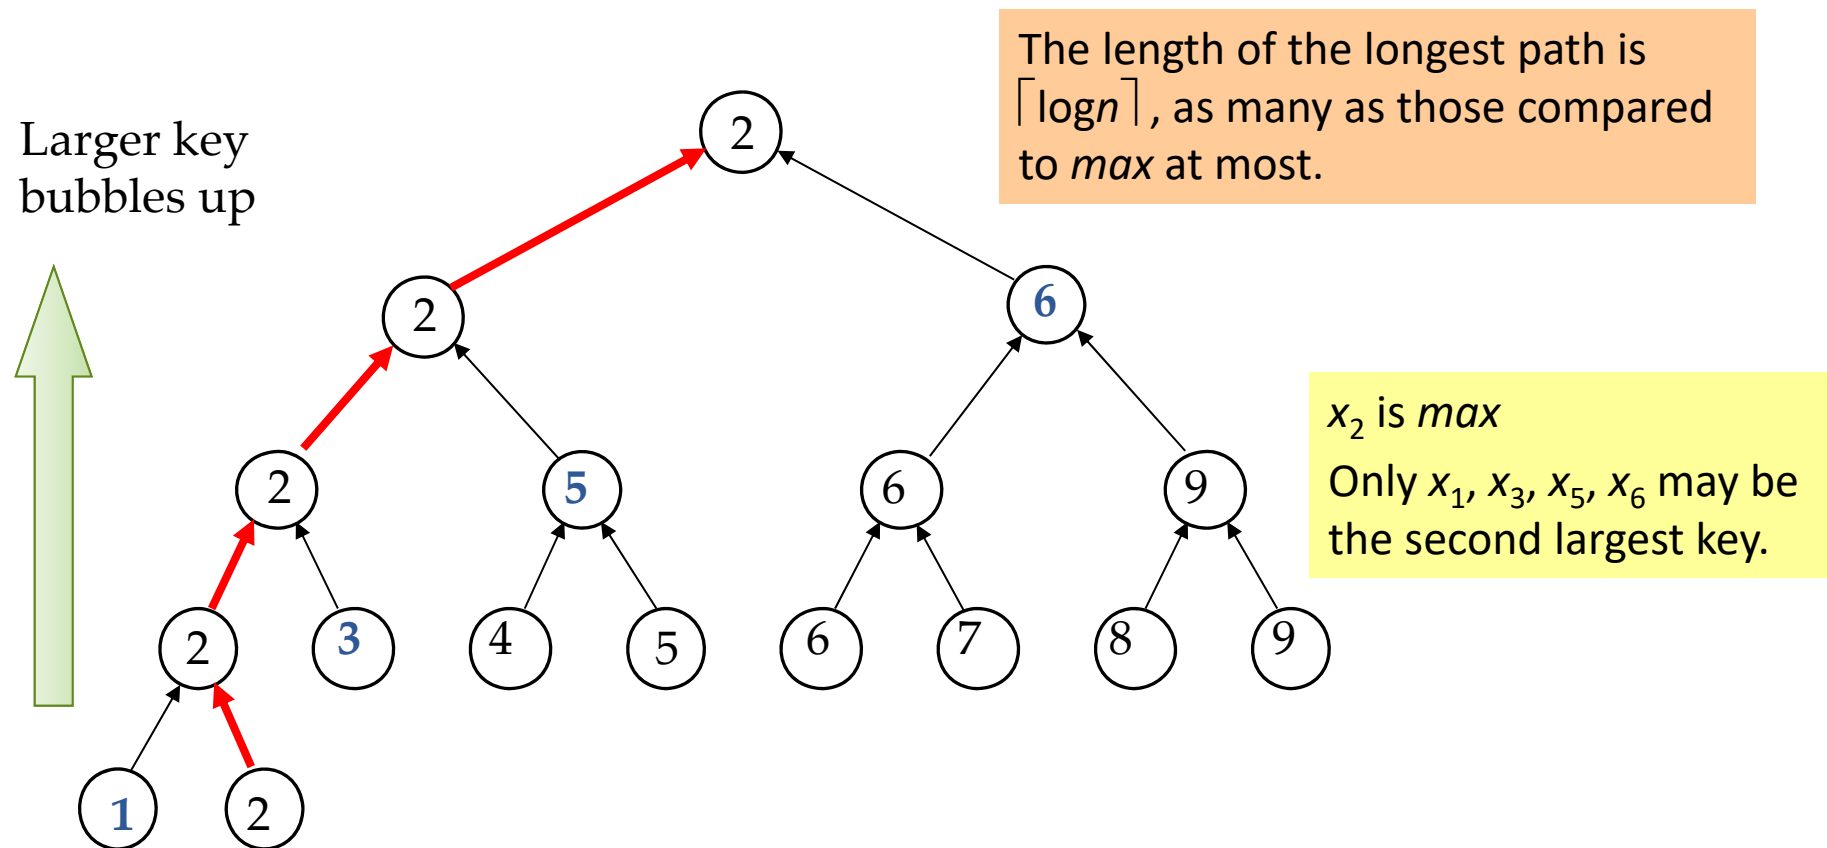 The length of the longest path is
⌈logn⌉, as many as those compared
to max at most.
Larger key
bubbles up
2
2
6
x₂ is max
Only x₁, x₃, x₅, x₆ may be
the second largest key.
2
5
6
9
2
3
4
5
6
7
8
9
1
2